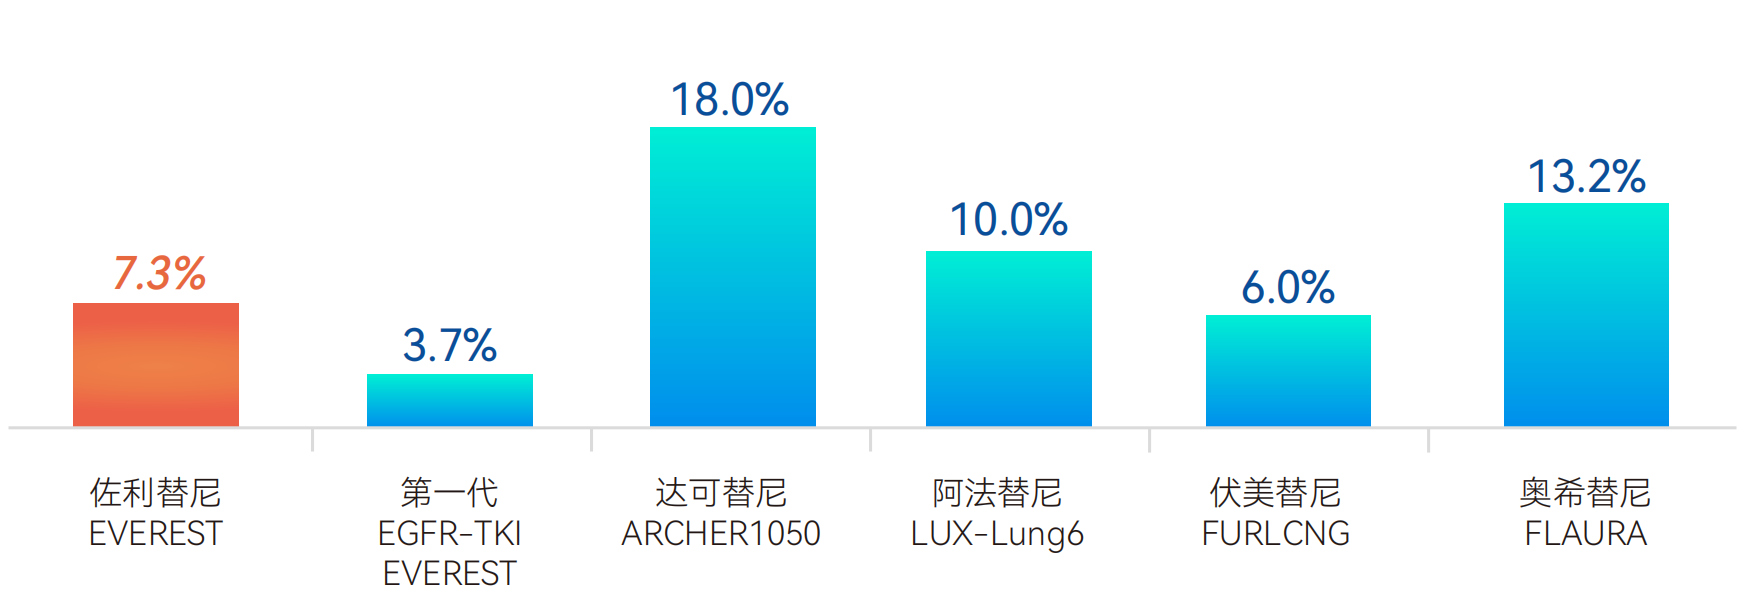 18.0%
13.2%
10.0%
7.3%
6.0%
3.7%
佐利替尼
EVEREST
第一代
EGFR-TKI
EVEREST
达可替尼
ARCHER1050
阿法替尼
LUX-Lung6
伏美替尼
FURLCNG
奥希替尼
FLAURA